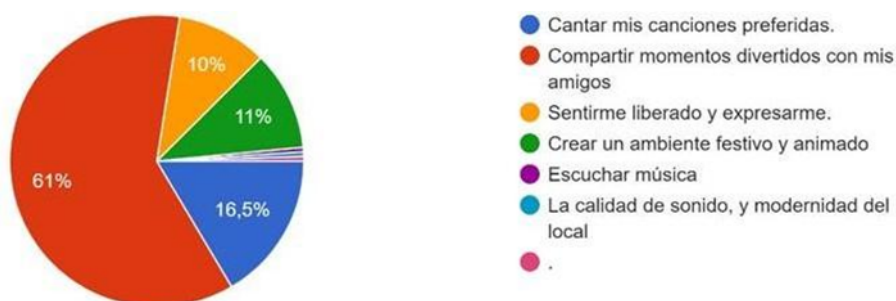 Cantar mis canciones preferidas.
Compartir momentos divertidos con mis
amigos
Sentirme liberado y expresarme.
Crear un ambiente festivo y animado
Escuchar música
La calidad de sonido, y modernidad del
local
.
10%
11%
61%
16,5%